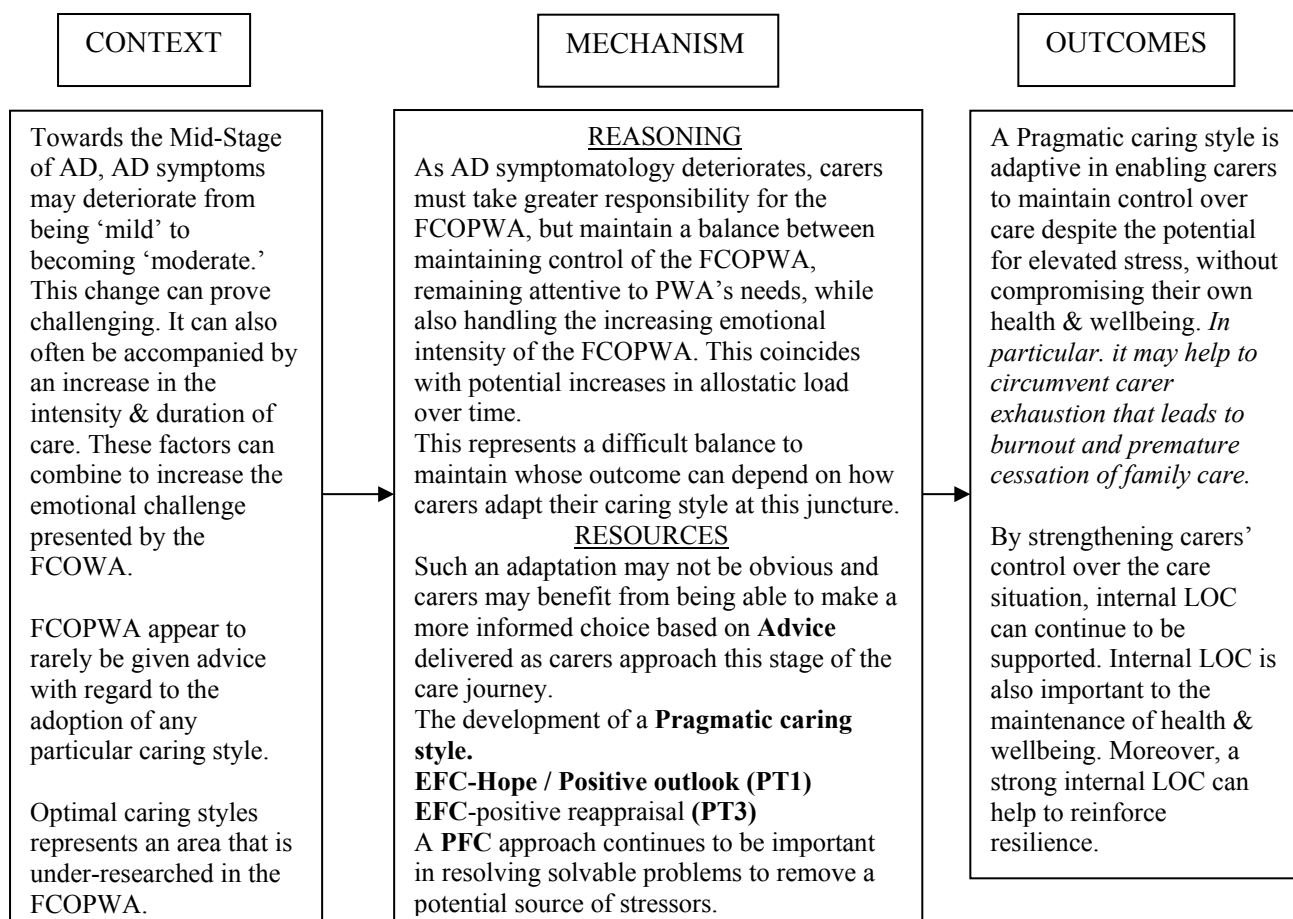 CONTEXT
MECHANISM
OUTCOMES
Towards the Mid-Stage
of AD, AD symptoms
may deteriorate from
being ‘mild’ to
becoming ‘moderate.’
This change can prove
challenging. It can also
often be accompanied by
an increase in the
intensity & duration of
care. These factors can
combine to increase the
emotional challenge
presented by the
FCOWA.
FCOPWA appear to
rarely be given advice
with regard to the
adoption of any
particular caring style.
Optimal caring styles
represents an area that is
under-researched in the
FCOPWA.
REASONING
As AD symptomatology deteriorates, carers
must take greater responsibility for the
FCOPWA, but maintain a balance between
maintaining control of the FCOPWA,
remaining attentive to PWA’s needs, while
also handling the increasing emotional
intensity of the FCOPWA. This coincides
with potential increases in allostatic load
over time.
This represents a difficult balance to
maintain whose outcome can depend on how
carers adapt their caring style at this juncture.
RESOURCES
Such an adaptation may not be obvious and
carers may benefit from being able to make a
more informed choice based on Advice
delivered as carers approach this stage of the
care journey.
The development of a Pragmatic caring
style.
EFC-Hope / Positive outlook (PT1)
EFC-positive reappraisal (PT3)
A PFC approach continues to be important
in resolving solvable problems to remove a
potential source of stressors.
A Pragmatic caring style is
adaptive in enabling carers
to maintain control over
care despite the potential
for elevated stress, without
compromising their own
health & wellbeing. In
particular. it may help to
circumvent carer
exhaustion that leads to
burnout and premature
cessation of family care.
By strengthening carers’
control over the care
situation, internal LOC
can continue to be
supported. Internal LOC is
also important to the
maintenance of health &
wellbeing. Moreover, a
strong internal LOC can
help to reinforce
resilience.